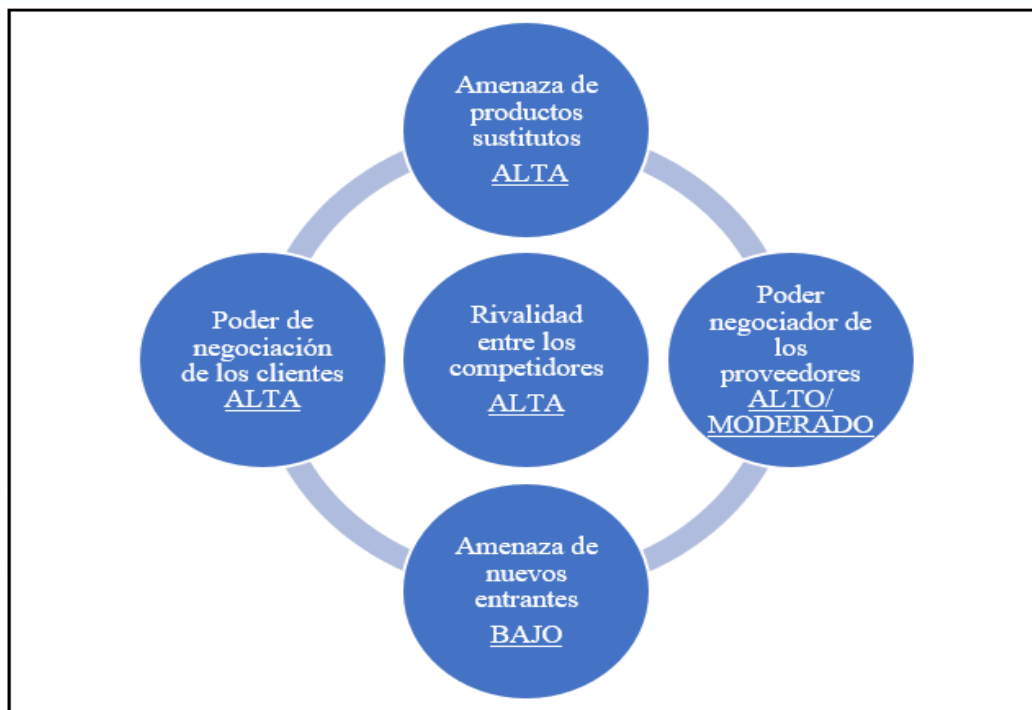 Amenaza de
productos
sustitutos
ALTA
Poder de
negociación
de los clientes
ALTA
Rivalidad
entre los
competidores
ALTA
Poder
negociador de
los
proveedores
ALTO/
MODERADO
Amenaza de
nuevos
entrantes
BAJO